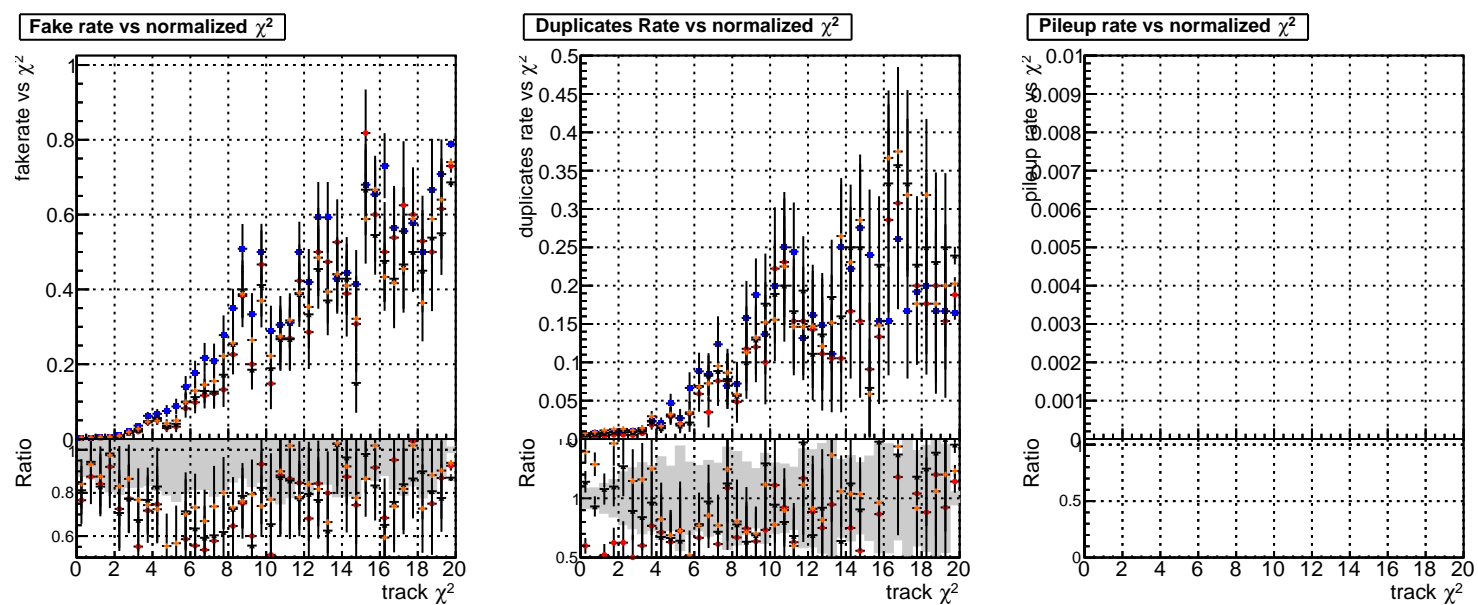 Fake rate vs normalized χ²
fakerate vs χ²
1
0.8
0.6
0.4
0.2
0
Ratio
1
0.8
0.6
0 2 4 6 8 10 12 14 16 18 20
track χ²
Duplicates Rate vs normalized χ²
duplicates rate vs χ²
0.5
0.45
0.4
0.35
0.3
0.25
0.2
0.15
0.1
0.05
Ratio
1
0.5
0 2 4 6 8 10 12 14 16 18 20
track χ²
Pileup rate vs normalized χ²
pileup rate vs χ²
0.01
0.009
0.008
0.007
0.006
0.005
0.004
0.003
0.002
0.001
0
Ratio
1
0.5
0
0 2 4 6 8 10 12 14 16 18 20
track χ²